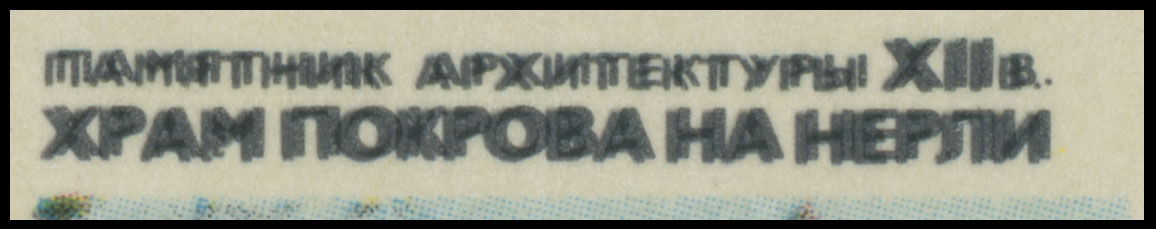 ПАМЯТНИК АРХИТЕКТУРЫ XII в.
ХРАМ ПОКРОВА НА НЕРЛИ